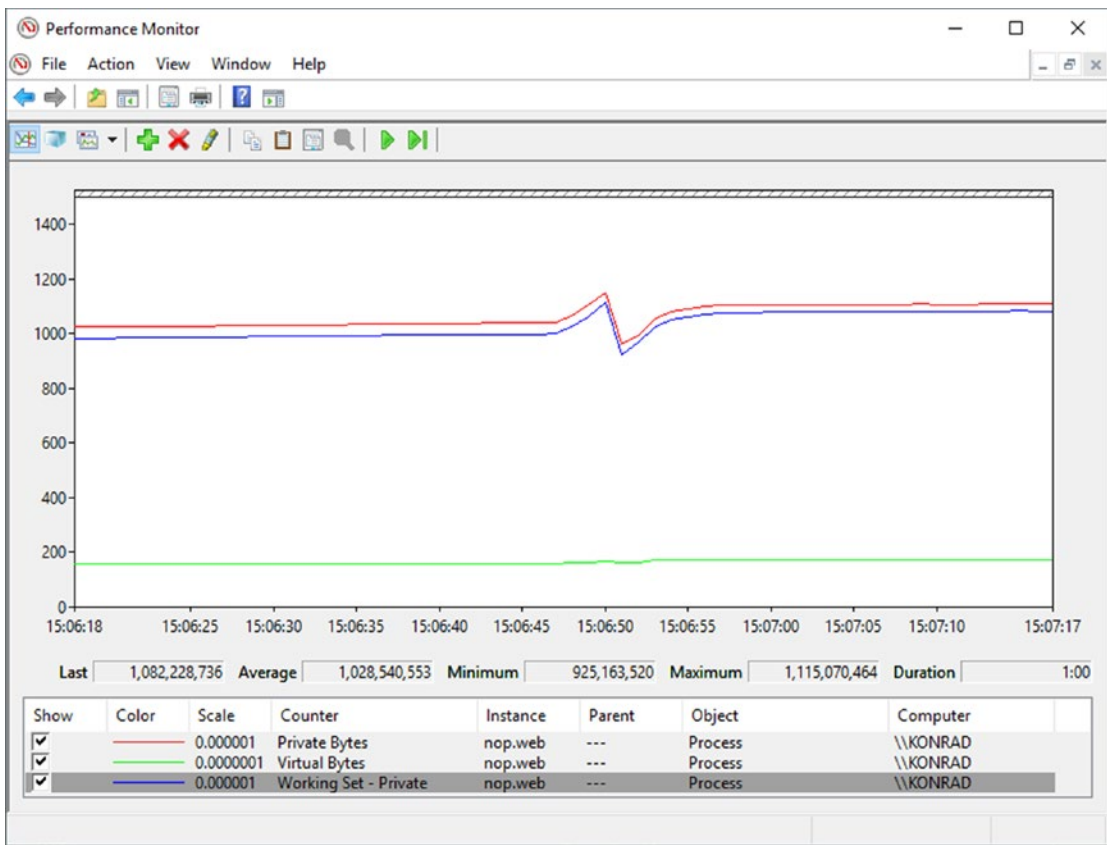 Performance Monitor
File Action View Window Help
1400
1200
1000
800
600
400
200
0
15:06:18 15:06:25 15:06:30 15:06:35 15:06:40 15:06:45 15:06:50 15:06:55 15:07:00 15:07:05 15:07:10 15:07:17
Last 1,082,228,736 Average 1,028,540,553 Minimum 925,163,520 Maximum 1,115,070,464 Duration 1:00
Show Color Scale Counter Instance Parent Object Computer
0.000001 Private Bytes nop.web --- Process \\KONRAD
0.0000001 Virtual Bytes nop.web --- Process \\KONRAD
0.000001 Working Set - Private nop.web --- Process \\KONRAD